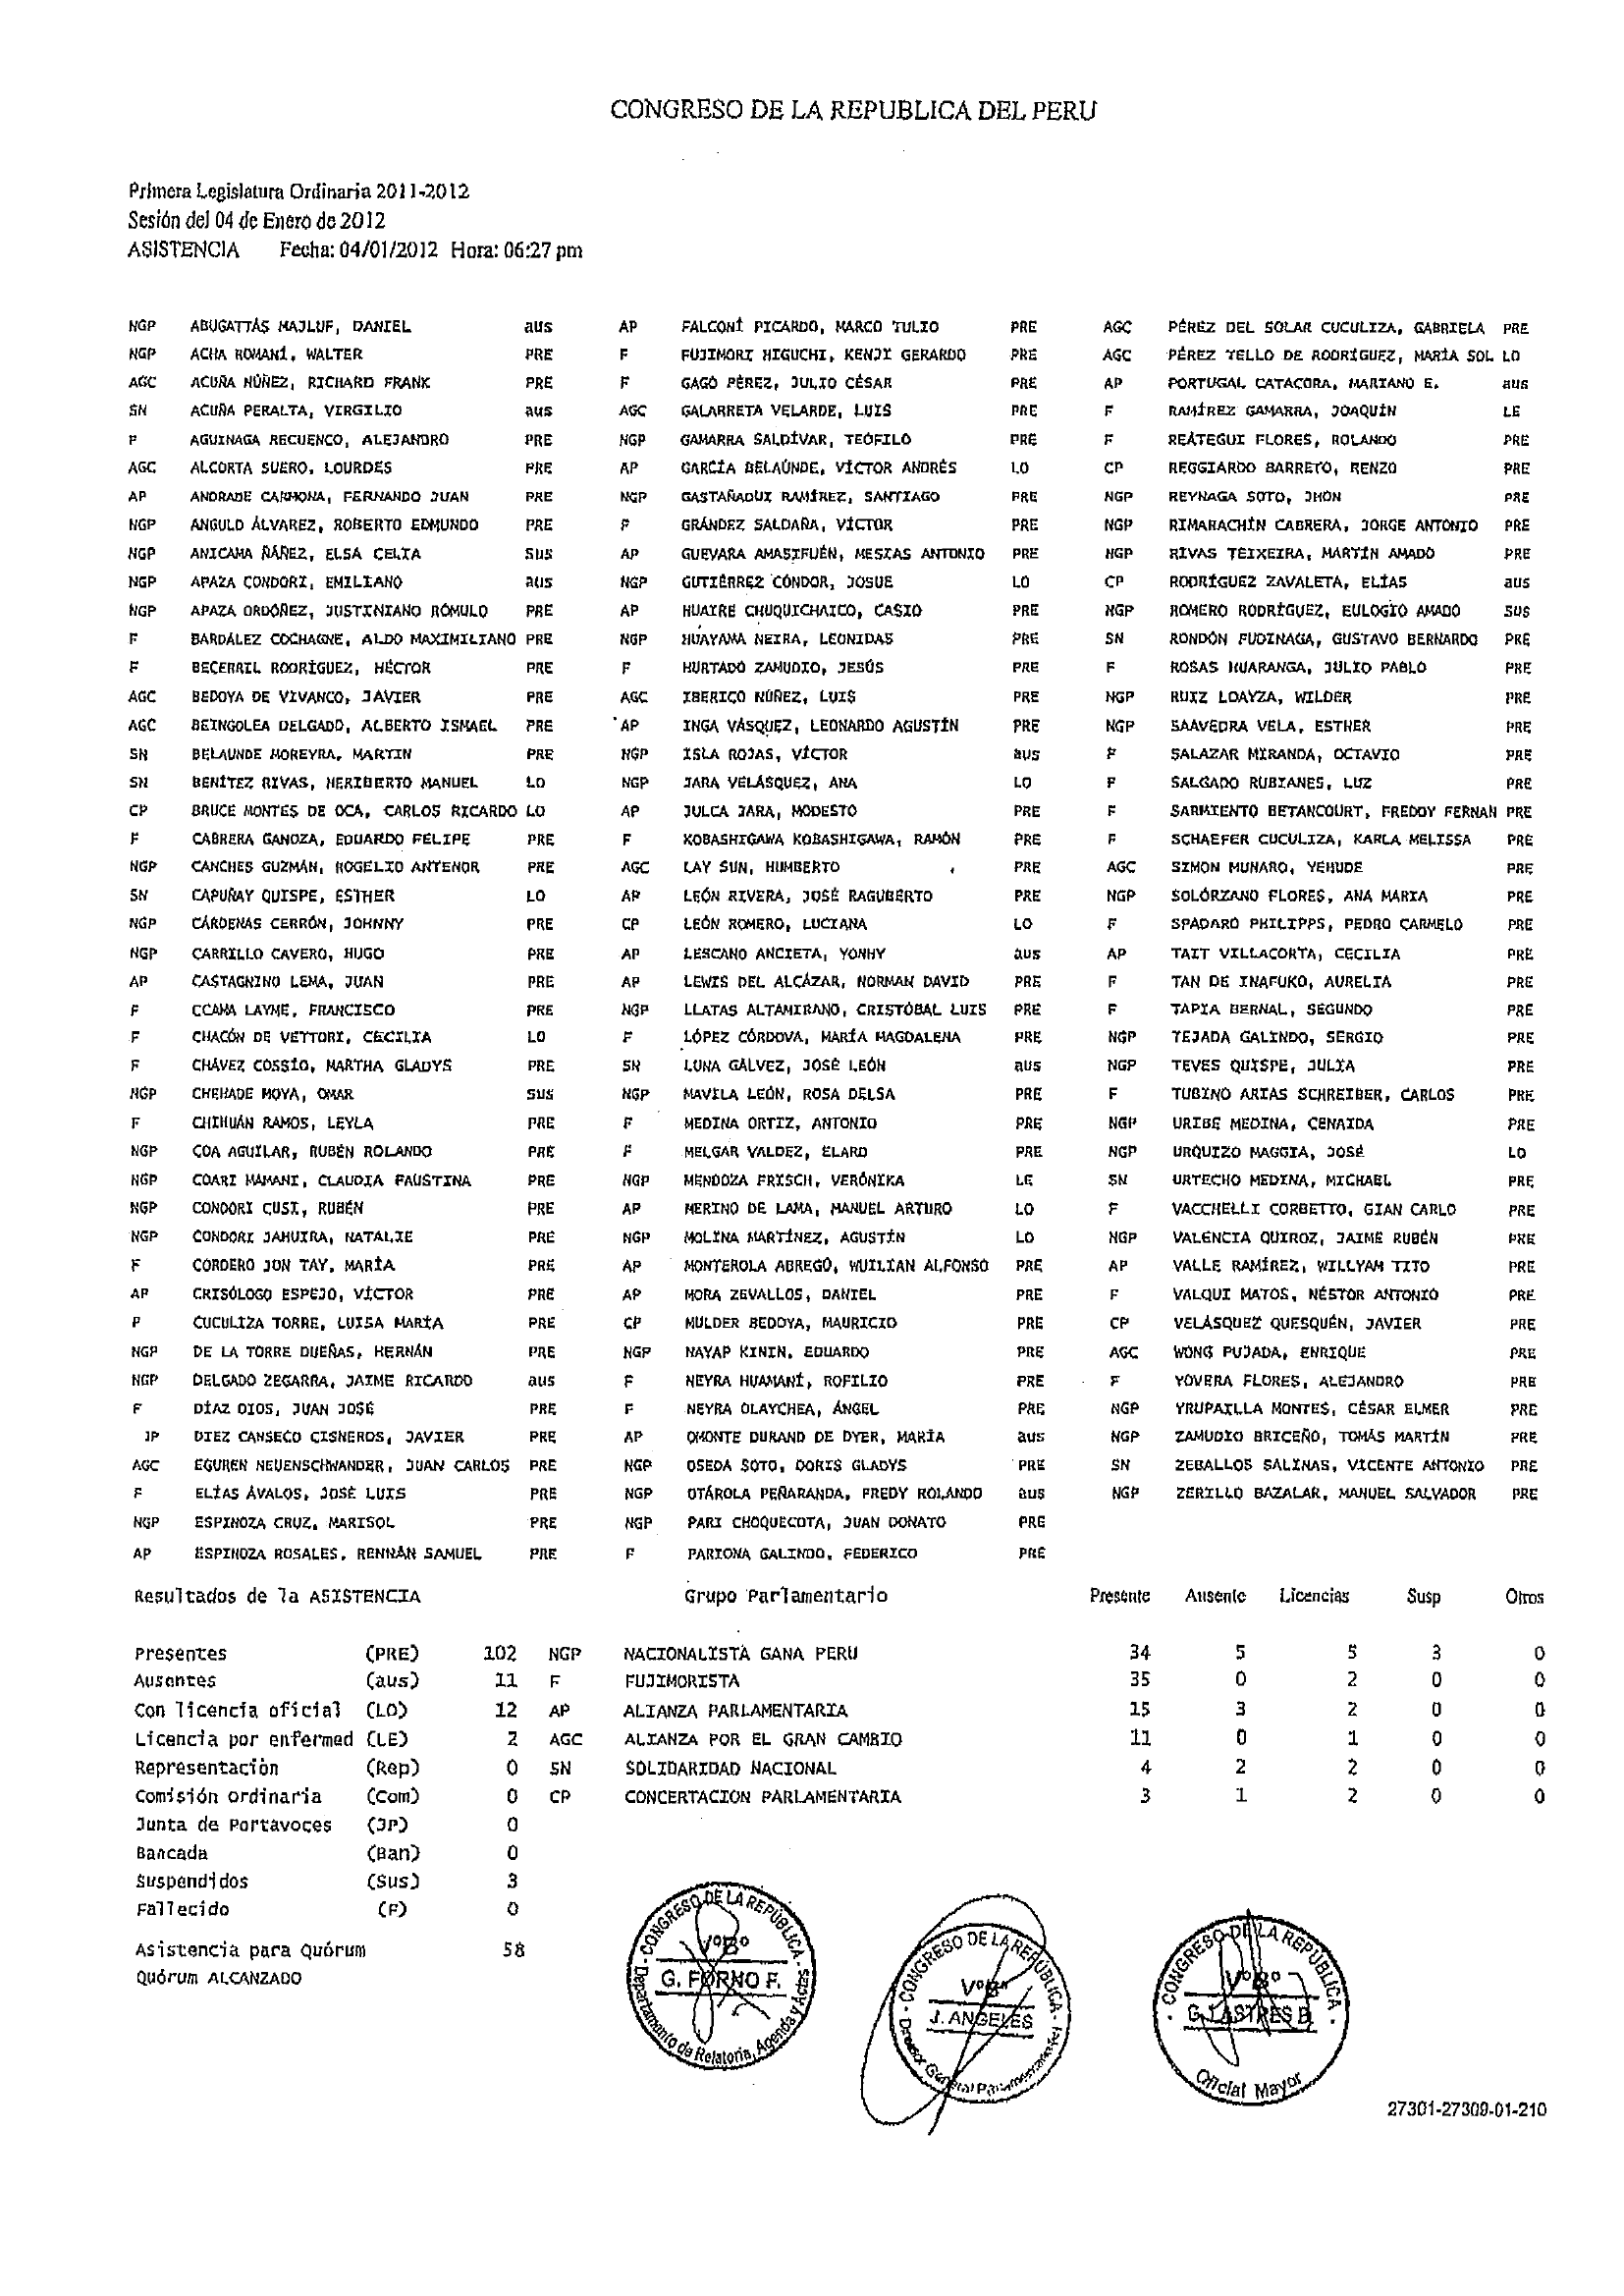 CONGRESO DE LA REPUBLICA DEL PERU
Primera Legislatura Ordinaria 2011-2012
Sesión del 04 de Enero de 2012
ASISTENCIA Fecha: 04/01/2012 Hora: 06:27 pm
NGP ABUGATTÁS MAJLUF, DANIEL aus AP FALCONÍ PICARDO, MARCO TULIO PRE AGC PÉREZ DEL SOLAR CUCULIZA, GABRIELA PRE
NGP ACHA ROMANÍ, WALTER PRE F FUJIMORI HIGUCHI, KENJI GERARDO PRE AGC PÉREZ TELLO DE RODRÍGUEZ, MARÍA SOL LO
AGC ACUÑA NÚÑEZ, RICHARD FRANK PRE F GAGÓ PÉREZ, JULIO CÉSAR PRE AP PORTUGAL CATACORA, MARIANO E. aus
SN ACUÑA PERALTA, VIRGILIO aus AGC GALARRETA VELARDE, LUIS PRE F RAMÍREZ GAMARRA, JOAQUÍN LE
F AGUINAGA RECUENCO, ALEJANDRO PRE NGP GAMARRA SALDÍVAR, TEÓFILO PRE F REÁTEGUI FLORES, ROLANDO PRE
AGC ALCORTA SUERO, LOURDES PRE AP GARCÍA BELAÚNDE, VÍCTOR ANDRÉS LO CP REGGIARDO BARRETO, RENZO PRE
AP ANDRADE CARMONA, FERNANDO JUAN PRE NGP GASTAÑADUI RAMÍREZ, SANTIAGO PRE NGP REYNAGA SOTO, JHON PRE
NGP ANGULO ÁLVAREZ, ROBERTO EDMUNDO PRE F GRÁNDEZ SALDAÑA, VÍCTOR PRE NGP RIMARACHÍN CABRERA, JORGE ANTONIO PRE
NGP ANICAMA ÑÁÑEZ, ELSA CELIA Sus AP GUEVARA AMASIFUÉN, MESIAS ANTONIO PRE NGP RIVAS TEIXEIRA, MARTÍN AMADO PRE
NGP APAZA CONDORI, EMILIANO aus NGP GUTIÉRREZ CÓNDOR, JOSUE LO CP RODRÍGUEZ ZAVALETA, ELÍAS aus
NGP APAZA ORDÓÑEZ, JUSTINIANO RÓMULO PRE AP HUAIRE CHUQUICHAICO, CASIO PRE NGP ROMERO RODRÍGUEZ, EULOGIO AMADO Sus
F BARDÁLEZ COCHAGNE, ALDO MAXIMILIANO PRE NGP HUAYAMA NEIRA, LEONIDAS PRE SN RONDÓN FUDINAGA, GUSTAVO BERNARDO PRE
F BECERRIL RODRÍGUEZ, HÉCTOR PRE F HURTADO ZAMUDIO, JESÚS PRE F ROSAS HUARANGA, JULIO PABLO PRE
AGC BEDOYA DE VIVANCO, JAVIER PRE AGC IBERICO NÚÑEZ, LUIS PRE NGP RUIZ LOAYZA, WILDER PRE
AGC BEINGOLEA DELGADO, ALBERTO ISMAEL PRE AP INGA VÁSQUEZ, LEONARDO AGUSTÍN PRE NGP SAAVEDRA VELA, ESTHER PRE
SN BELAUNDE MOREYRA, MARTIN PRE NGP ISLA ROJAS, VÍCTOR aus F SALAZAR MIRANDA, OCTAVIO PRE
SN BENÍTEZ RIVAS, HERIBERTO MANUEL LO NGP JARA VELÁSQUEZ, ANA LO F SALGADO RUBIANES, LUZ PRE
CP BRUCE MONTES DE OCA, CARLOS RICARDO LO AP JULCA JARA, MODESTO PRE F SARMIENTO BETANCOURT, FREDDY FERNAN PRE
F CABRERA GANOZA, EDUARDO FELIPE PRE F KOBASHIGAWA KOBASHIGAWA, RAMÓN PRE F SCHAEFER CUCULIZA, KARLA MELISSA PRE
NGP CANCHES GUZMÁN, ROGELIO ANTENOR PRE AGC LAY SUN, HUMBERTO PRE AGC SIMON MUNARO, YEHUDE PRE
SN CAPUÑAY QUISPE, ESTHER LO AP LEÓN RIVERA, JOSÉ RAGUBERTO PRE NGP SOLÓRZANO FLORES, ANA MARIA PRE
NGP CÁRDENAS CERRÓN, JOHNNY PRE CP LEÓN ROMERO, LUCIANA LO F SPADARO PHILIPPS, PEDRO CARMELO PRE
NGP CARRILLO CAVERO, HUGO PRE AP LESCANO ANCIETA, YONHY aus AP TAIT VILLACORTA, CECILIA PRE
AP CASTAGNINO LEMA, JUAN PRE AP LEWIS DEL ALCÁZAR, NORMAN DAVID PRE F TAN DE INAFUKO, AURELIA PRE
F CCAMA LAYME, FRANCISCO PRE NGP LLATAS ALTAMIRANO, CRISTÓBAL LUIS PRE F TAPIA BERNAL, SEGUNDO PRE
F CHACÓN DE VETTORI, CECILIA LO F LÓPEZ CÓRDOVA, MARÍA MAGDALENA PRE NGP TEJADA GALINDO, SERGIO PRE
F CHÁVEZ COSSÍO, MARTHA GLADYS PRE SN LUNA GÁLVEZ, JOSÉ LEÓN aus NGP TEVES QUISPE, JULIA PRE
NGP CHEHADE MOYA, OMAR Sus NGP MAVILA LEÓN, ROSA DELSA PRE F TUBINO ARIAS SCHREIBER, CARLOS PRE
F CHIHUÁN RAMOS, LEYLA PRE F MEDINA ORTIZ, ANTONIO PRE NGP URIBE MEDINA, CENAIDA PRE
NGP COA AGUILAR, RUBÉN ROLANDO PRE F MELGAR VALDEZ, ELARD PRE NGP URQUIZO MAGGIA, JOSÉ LO
NGP COARI MAMANI, CLAUDIA FAUSTINA PRE NGP MENDOZA FRISCH, VERÓNIKA LE SN URTECHO MEDINA, MICHAEL PRE
NGP CONDORI CUSI, RUBÉN PRE AP MERINO DE LAMA, MANUEL ARTURO LO F VACCHELLI CORBETTO, GIAN CARLO PRE
NGP CONDORI JAHUIRA, NATALIE PRE NGP MOLINA MARTÍNEZ, AGUSTÍN LO NGP VALENCIA QUIROZ, JAIME RUBÉN PRE
F CORDERO JON TAY, MARÍA PRE AP MONTEROLA ABREGÓ, WUILIAN ALFONSO PRE AP VALLE RAMÍREZ, WILLYAM TITO PRE
AP CRISÓLOGO ESPEJO, VÍCTOR PRE AP MORA ZEVALLOS, DANIEL PRE F VALQUI MATOS, NÉSTOR ANTONIO PRE
F CUCULIZA TORRE, LUISA MARÍA PRE CP MULDER BEDOYA, MAURICIO PRE CP VELÁSQUEZ QUESQUÉN, JAVIER PRE
NGP DE LA TORRE DUEÑAS, HERNÁN PRE NGP NAYAP KININ, EDUARDO PRE AGC WONG PUJADA, ENRIQUE PRE
NGP DELGADO ZEGARRA, JAIME RICARDO aus F NEYRA HUAMANÍ, ROFILIO PRE F YOVERA FLORES, ALEJANDRO PRE
F DÍAZ DIOS, JUAN JOSÉ PRE F NEYRA OLAYCHEA, ÁNGEL PRE NGP YRUPAILLA MONTES, CÉSAR ELMER PRE
JP DIEZ CANSECO CISNEROS, JAVIER PRE AP OMONTE DURAND DE DYER, MARÍA aus NGP ZAMUDIO BRICEÑO, TOMÁS MARTÍN PRE
AGC EGUREN NEUENSCHWANDER, JUAN CARLOS PRE NGP OSEDA SOTO, DORIS GLADYS PRE SN ZEBALLOS SALINAS, VICENTE ANTONIO PRE
F ELÍAS ÁVALOS, JOSÉ LUIS PRE NGP OTÁROLA PEÑARANDA, FREDY ROLANDO aus NGP ZERILLO BAZALAR, MANUEL SALVADOR PRE
NGP ESPINOZA CRUZ, MARISOL PRE NGP PARI CHOQUECOTA, JUAN DONATO PRE
AP ESPINOZA ROSALES, RENNÁN SAMUEL PRE F PARIONA GALINDO, FEDERICO PRE
Resultados de la ASISTENCIA Grupo Parlamentario Presente Ausente Licencias Susp Otros
Presentes (PRE) 102 NGP NACIONALISTA GANA PERU 34 5 5 3 0
Ausentes (aus) 11 F FUJIMORISTA 35 0 2 0 0
Con licencia oficial (LO) 12 AP ALIANZA PARLAMENTARIA 15 3 2 0 0
Licencia por enfermed (LE) 2 AGC ALIANZA POR EL GRAN CAMBIO 11 0 1 0 0
Representación (Rep) 0 SN SOLIDARIDAD NACIONAL 4 2 2 0 0
Comisión ordinaria (Com) 0 CP CONCERTACION PARLAMENTARIA 3 1 2 0 0
Junta de Portavoces (JP) 0
Bancada (Ban) 0
Suspendidos (Sus) 3
Fallecido (F) 0
Asistencia para Quórum 58
Quórum ALCANZADO
CONGRESO DE LA REPÚBLICA
VºBº
G. FORNO F.
Departamento de Relatoría, Agenda y Actas
CONGRESO DE LA REPÚBLICA
VºBº
J. ANGELES
Director General Parlamentario
CONGRESO DE LA REPÚBLICA
VºBº
G. LASTRES B.
Oficial Mayor
27301-27309-01-210